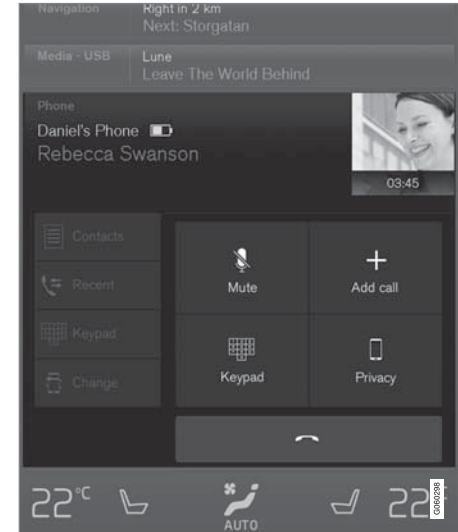 Navigation
Right in 2 km
Next: Storgatan
Media - USB
Lune
Leave The World Behind
Phone
Daniel's Phone
Rebecca Swanson
03:45
Contacts
Recent
Keypad
Change
Mute
Add call
Keypad
Privacy
22°C
22
AUTO
G060298